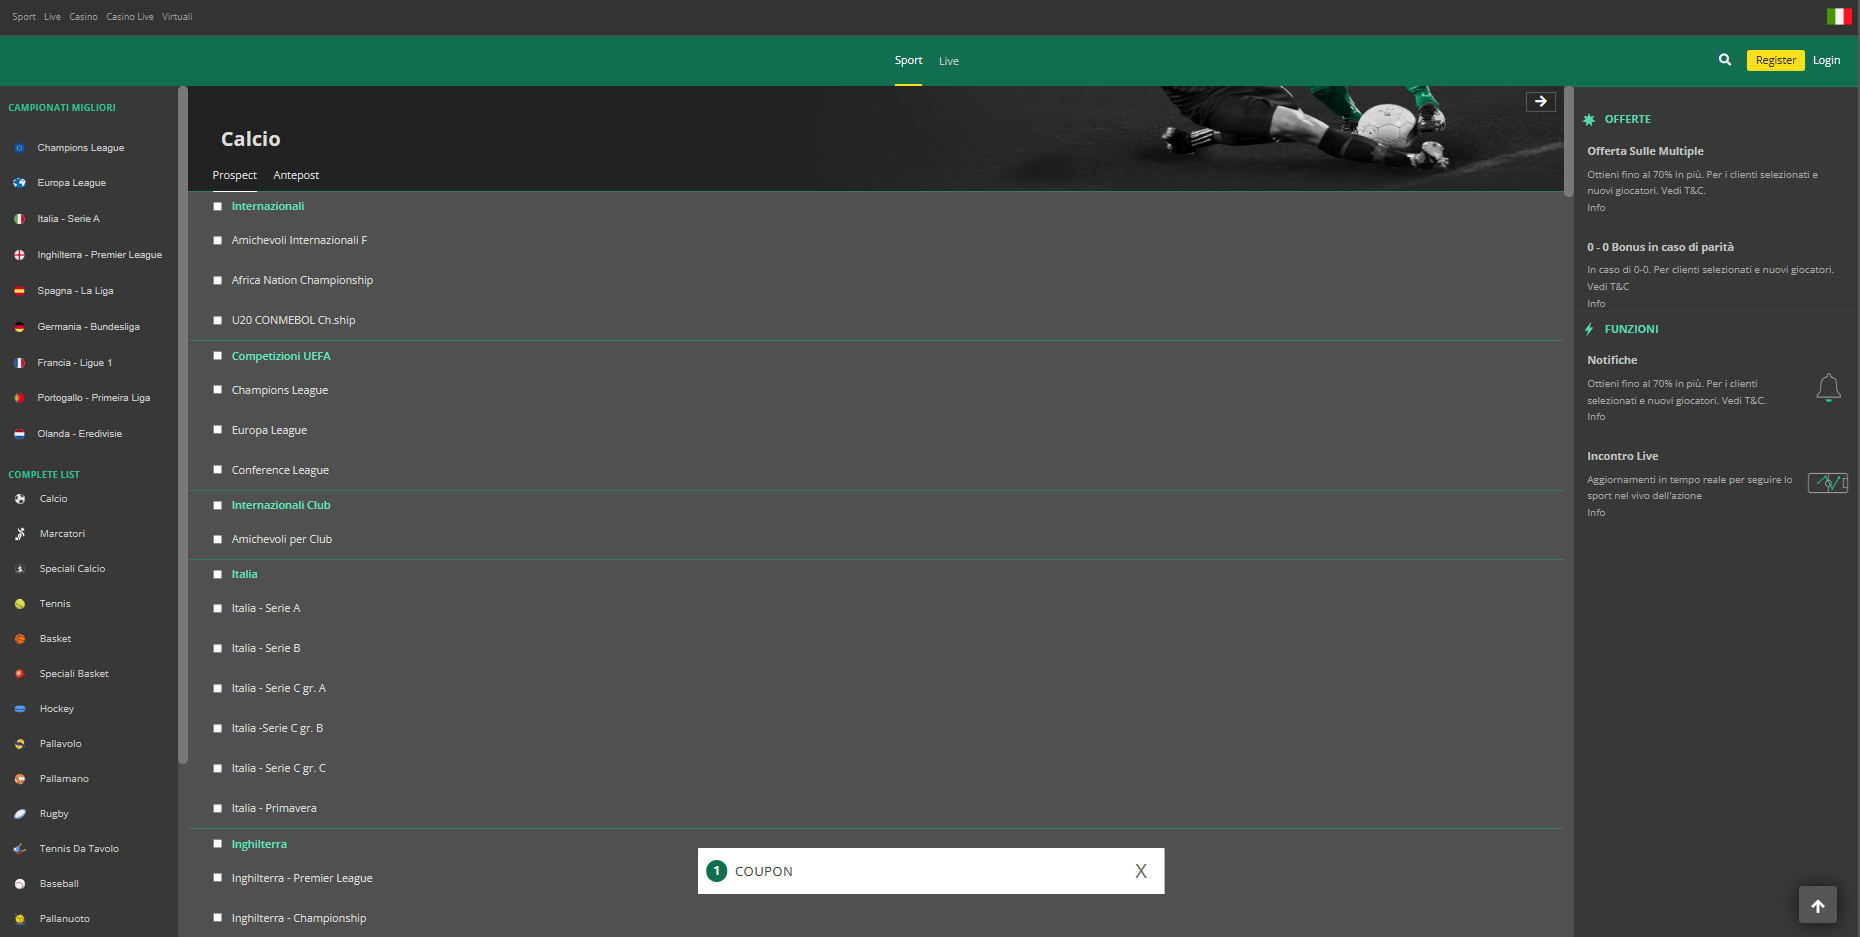 Sport Live Casino Casino Live Virtuali
Sport Live
Register Login
CAMPIONATI MIGLIORI
Champions League
Europa League
Italia - Serie A
Inghilterra - Premier League
Spagna - La Liga
Germania - Bundesliga
Francia - Ligue 1
Portogallo - Primeira Liga
Olanda - Eredivisie
COMPLETE LIST
Calcio
Marcatori
Speciali Calcio
Tennis
Basket
Speciali Basket
Hockey
Pallavolo
Pallamano
Rugby
Tennis Da Tavolo
Baseball
Pallanuoto
Calcio
Prospect Antepost
Internazionali
Amichevoli Internazionali F
Africa Nation Championship
U20 CONMEBOL Ch.ship
Competizioni UEFA
Champions League
Europa League
Conference League
Internazionali Club
Amichevoli per Club
Italia
Italia - Serie A
Italia - Serie B
Italia - Serie C gr. A
Italia -Serie C gr. B
Italia - Serie C gr. C
Italia - Primavera
Inghilterra
Inghilterra - Premier League
Inghilterra - Championship
1 COUPON X
OFFERTE
Offerta Sulle Multiple
Ottieni fino al 70% in più. Per i clienti selezionati e
nuovi giocatori. Vedi T&C.
Info
0 - 0 Bonus in caso di parità
In caso di 0-0. Per clienti selezionati e nuovi giocatori.
Vedi T&C
Info
FUNZIONI
Notifiche
Ottieni fino al 70% in più. Per i clienti
selezionati e nuovi giocatori. Vedi T&C.
Info
Incontro Live
Aggiornamenti in tempo reale per seguire lo
sport nel vivo dell'azione
Info